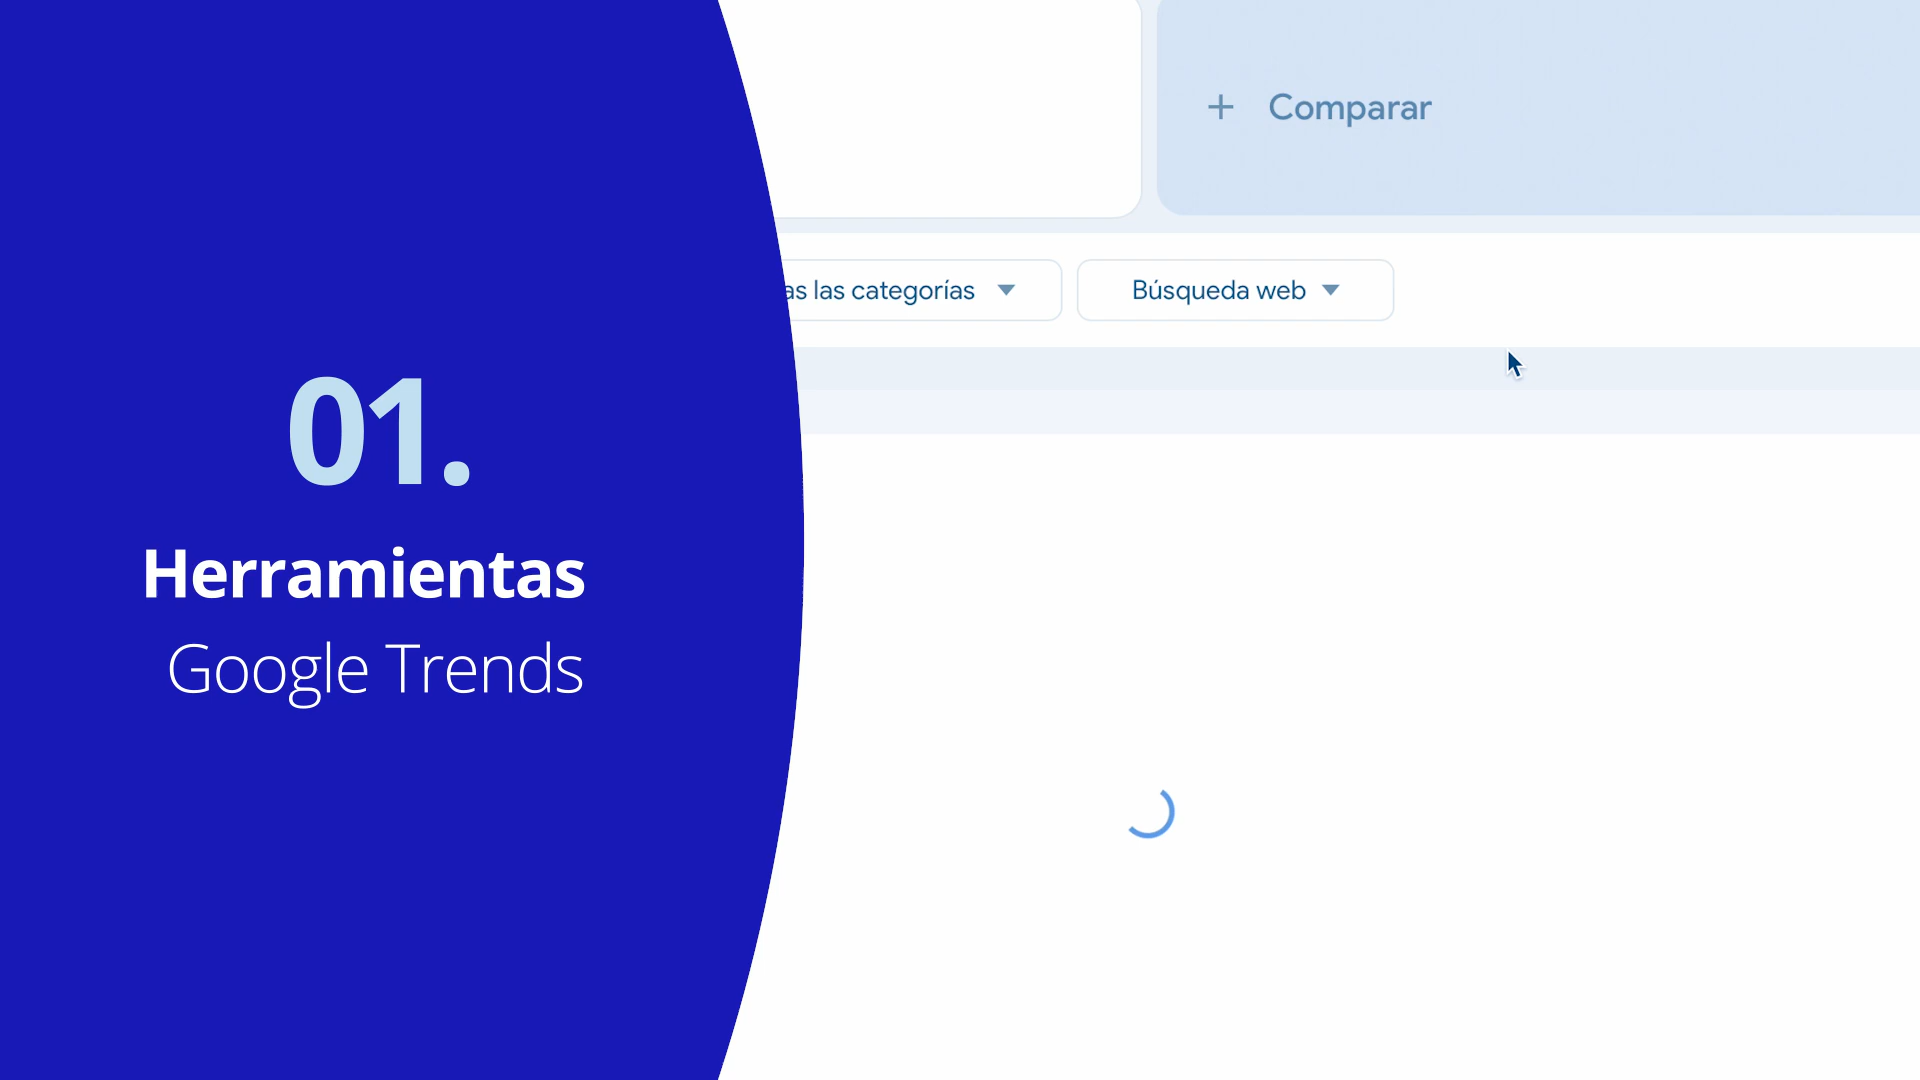 01.
Herramientas
Google Trends
+ Comparar
as las categorías
Búsqueda web